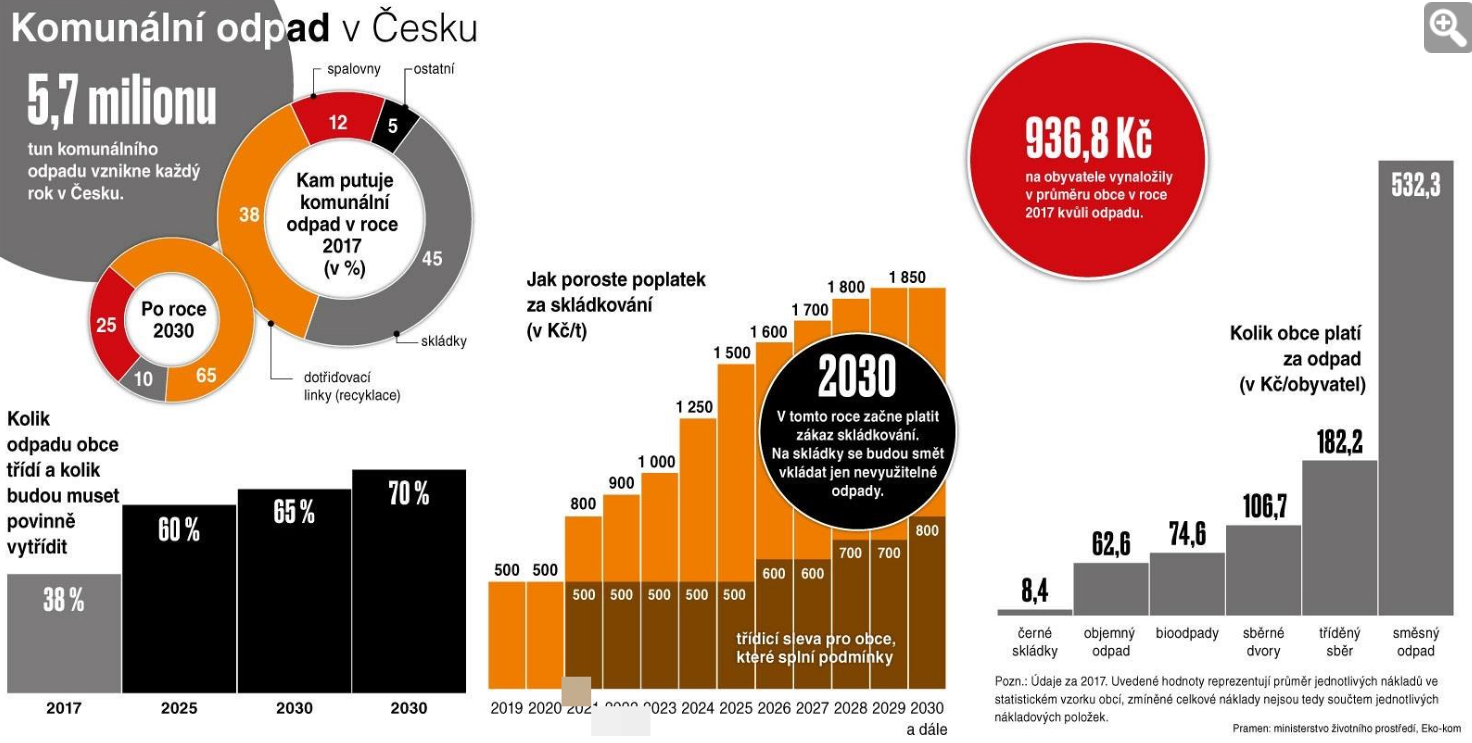 Komunální odpad v Česku
5,7 milionu
tun komunálního
odpadu vznikne každý
rok v Česku.
spalovny
ostatní
12
5
38
45
Kam putuje
komunální
odpad v roce
2017
(v %)
Po roce
2030
25
10
65
skládky
dotřiďovací
linky (recyklace)
Kolik
odpadu obce
třídí a kolik
budou muset
povinně
vytřídit
38 %
60 %
65 %
70 %
2017
2025
2030
2030
Jak poroste poplatek
za skládkování
(v Kč/t)
500
500
800
900
1 000
1 250
1 500
1 600
1 700
1 800
1 850
500
500
500
500
500
600
600
700
700
800
2030
V tomto roce začne platit
zákaz skládkování.
Na skládky se budou smět
vkládat jen nevyužitelné
odpady.
třídicí sleva pro obce,
které splní podmínky
2019 2020 2023 2024 2025 2026 2027 2028 2029 2030
a dále
936,8 Kč
na obyvatele vynaložily
v průměru obce v roce
2017 kvůli odpadu.
Kolik obce platí
za odpad
(v Kč/obyvatel)
8,4
62,6
74,6
106,7
182,2
532,3
černé
skládky
objemný
odpad
bioodpady
sběrné
dvory
tříděný
sběr
směsný
odpad
Pozn.: Údaje za 2017. Uvedené hodnoty reprezentují průměr jednotlivých nákladů ve
statistickém vzorku obcí, zmíněné celkové náklady nejsou tedy součtem jednotlivých
nákladových položek.
Pramen: ministerstvo životního prostředí, Eko-kom